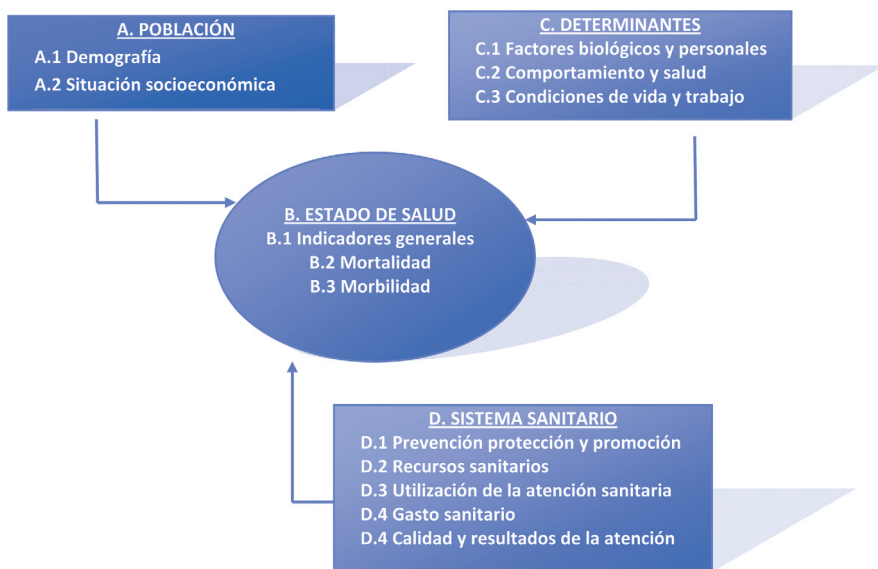 A. POBLACIÓN
A.1 Demografía
A.2 Situación socioeconómica
C. DETERMINANTES
C.1 Factores biológicos y personales
C.2 Comportamiento y salud
C.3 Condiciones de vida y trabajo
B. ESTADO DE SALUD
B.1 Indicadores generales
B.2 Mortalidad
B.3 Morbilidad
D. SISTEMA SANITARIO
D.1 Prevención protección y promoción
D.2 Recursos sanitarios
D.3 Utilización de la atención sanitaria
D.4 Gasto sanitario
D.4 Calidad y resultados de la atención